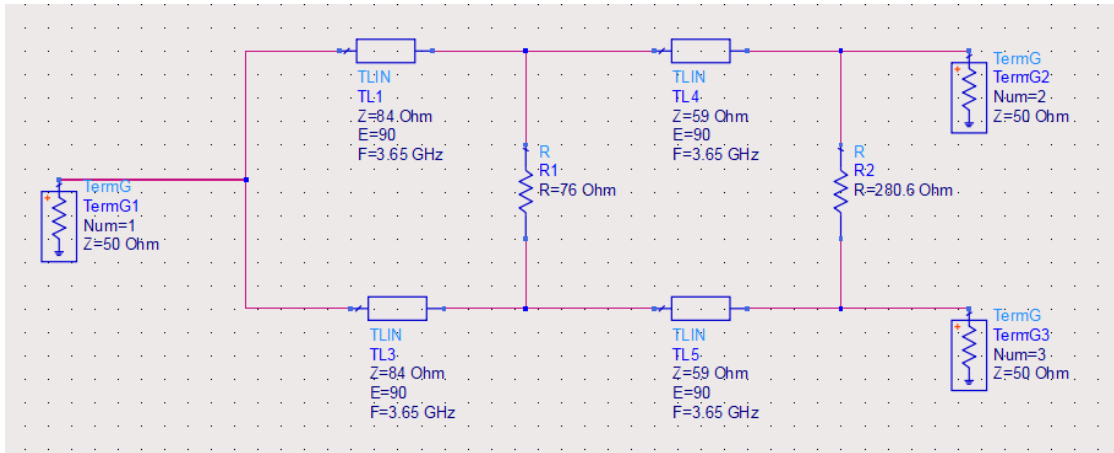 TLIN
TL1
Z=84 Ohm
E=90
F=3.65 GHz
TLIN
TL4
Z=59 Ohm
E=90
F=3.65 GHz
+
TermG
TermG2
Num=2
Z=50 Ohm
R
R1
R=76 Ohm
R
R2
R=280.6 Ohm
+
TermG
TermG1
Num=1
Z=50 Ohm
TLIN
TL3
Z=84 Ohm
E=90
F=3.65 GHz
TLIN
TL5
Z=59 Ohm
E=90
F=3.65 GHz
+
TermG
TermG3
Num=3
Z=50 Ohm